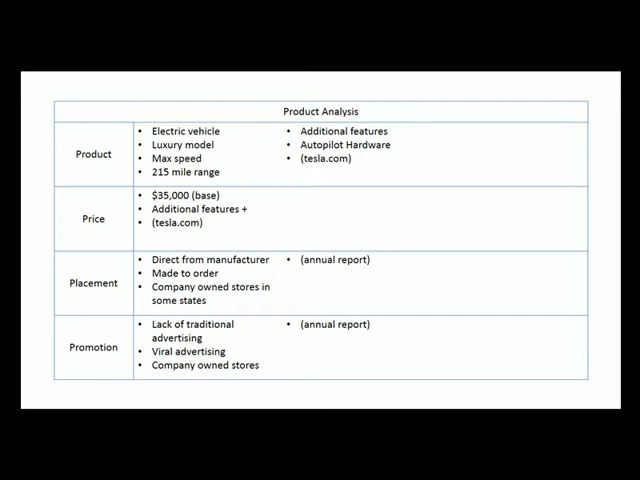 Product Analysis
Product
• Electric vehicle
• Luxury model
• Max speed
• 215 mile range
• Additional features
• Autopilot Hardware
• (tesla.com)
Price
• $35,000 (base)
• Additional features +
• (tesla.com)
Placement
• Direct from manufacturer
• Made to order
• Company owned stores in
some states
• (annual report)
Promotion
• Lack of traditional
advertising
• Viral advertising
• Company owned stores
• (annual report)